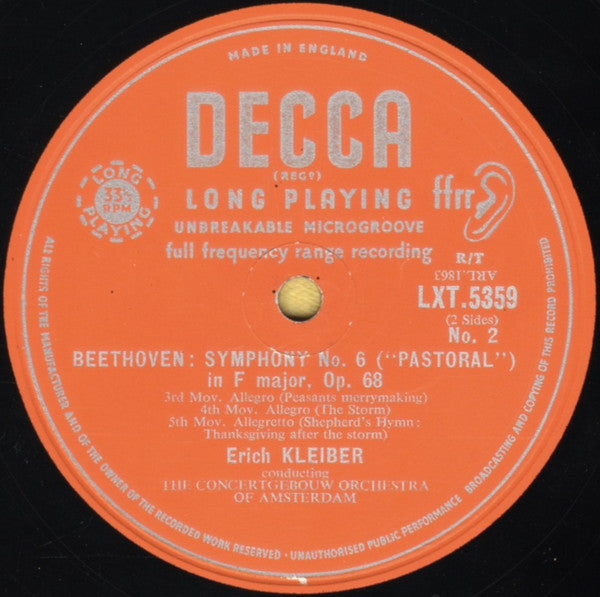 MADE IN ENGLAND
DECCA
(REGD)
LONG PLAYING
33⅓
RPM
LONG PLAYING
ffrr
UNBREAKABLE MICROGROOVE
full frequency range recording
R/T
ARL.1863
LXT.5359
(2 Sides)
No. 2
BEETHOVEN: SYMPHONY No. 6 ("PASTORAL")
in F major, Op. 68
3rd Mov. Allegro (Peasants merrymaking)
4th Mov. Allegro (The Storm)
5th Mov. Allegretto (Shepherd's Hymn:
Thanksgiving after the storm)
Erich KLEIBER
conducting
THE CONCERTGEBOUW ORCHESTRA
OF AMSTERDAM
ALL RIGHTS OF THE MANUFACTURER AND OF THE OWNER OF THE RECORDED WORK RESERVED • UNAUTHORISED PUBLIC PERFORMANCE BROADCASTING AND COPYING OF THIS RECORD PROHIBITED